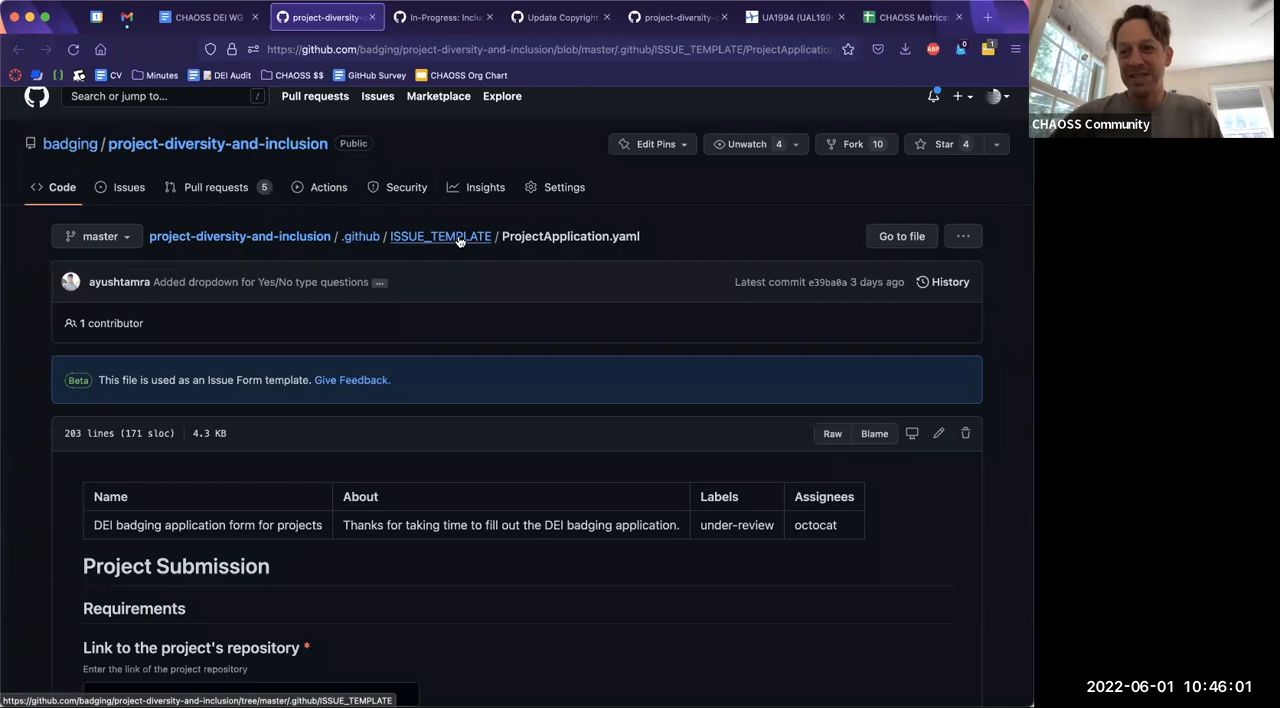 CHAOSS DEI WG
project-diversity-
In-Progress: Inclu
Update Copyright
project-diversity-
UA1994 (UAL199
CHAOSS Metrics:
https://github.com/badging/project-diversity-and-inclusion/blob/master/.github/ISSUE_TEMPLATE/ProjectApplication
ABP
0
1
CV
Minutes
DEI Audit
CHAOSS $$
GitHub Survey
CHAOSS Org Chart
Search or jump to...
/
Pull requests
Issues
Marketplace
Explore
CHAOSS Community
badging / project-diversity-and-inclusion
Public
Edit Pins
Unwatch 4
Fork 10
Star 4
Code
Issues
Pull requests 5
Actions
Security
Insights
Settings
master
project-diversity-and-inclusion / .github / ISSUE_TEMPLATE / ProjectApplication.yaml
Go to file
...
ayushtamra Added dropdown for Yes/No type questions ...
Latest commit e39ba0a 3 days ago
History
1 contributor
Beta This file is used as an Issue Form template. Give Feedback.
203 lines (171 sloc) 4.3 KB
Raw
Blame
Name About Labels Assignees
DEI badging application form for projects Thanks for taking time to fill out the DEI badging application. under-review octocat
Project Submission
Requirements
Link to the project's repository *
Enter the link of the project repository
https://github.com/badging/project-diversity-and-inclusion/tree/master/.github/ISSUE_TEMPLATE
2022-06-01 10:46:01